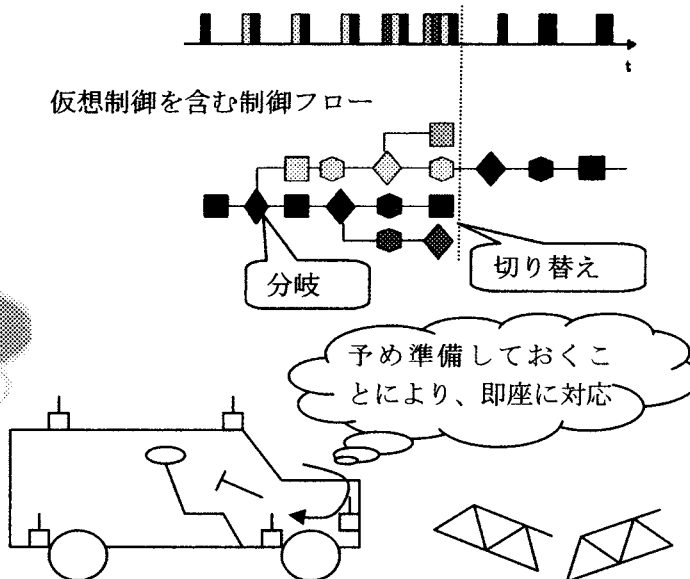 t
仮想制御を含む制御フロー
分岐
切り替え
予め準備しておくこ
とにより、即座に対応